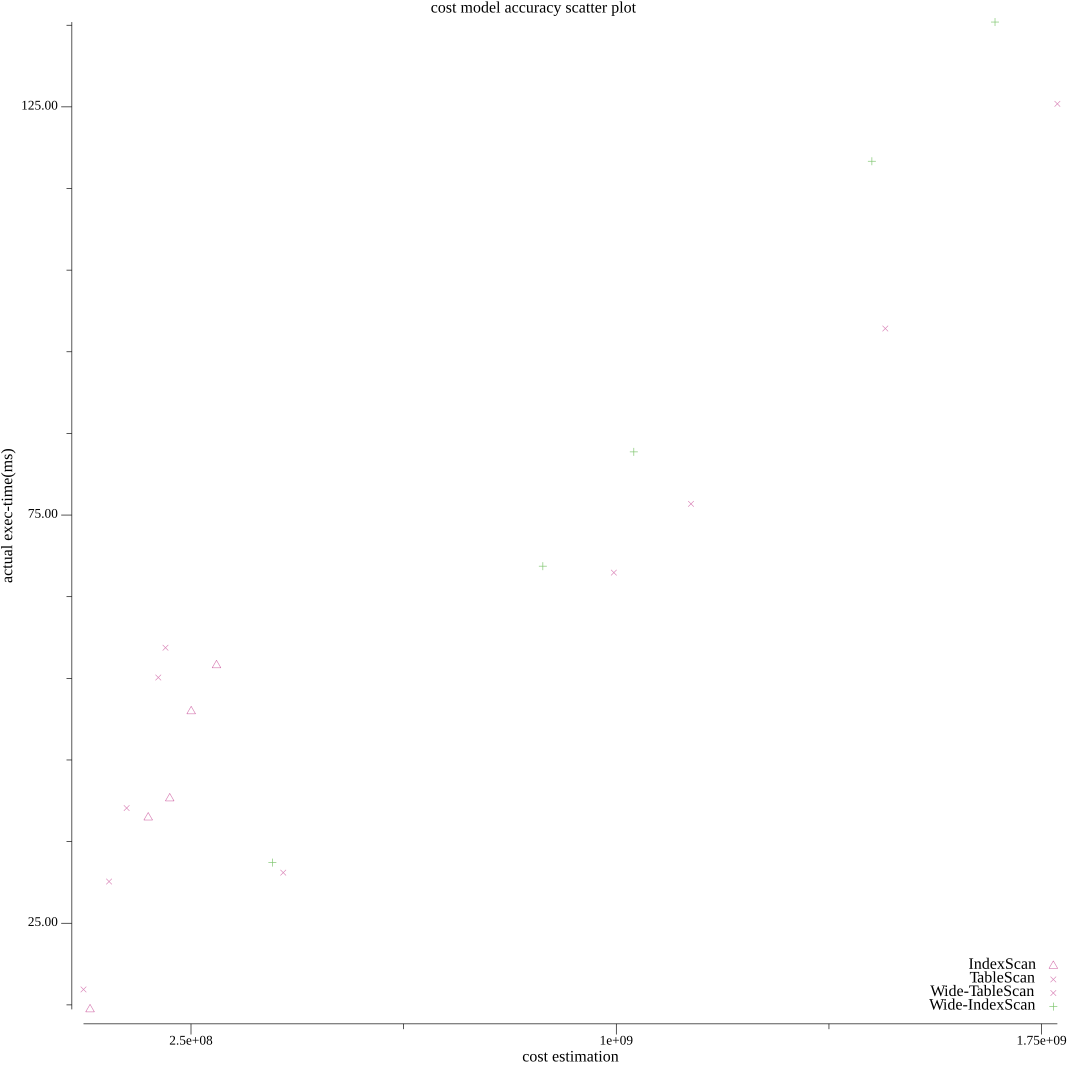 cost model accuracy scatter plot
125.00
75.00
25.00
actual exec-time(ms)
IndexScan
TableScan
Wide-TableScan
Wide-IndexScan
2.5e+08
1e+09
1.75e+09
cost estimation